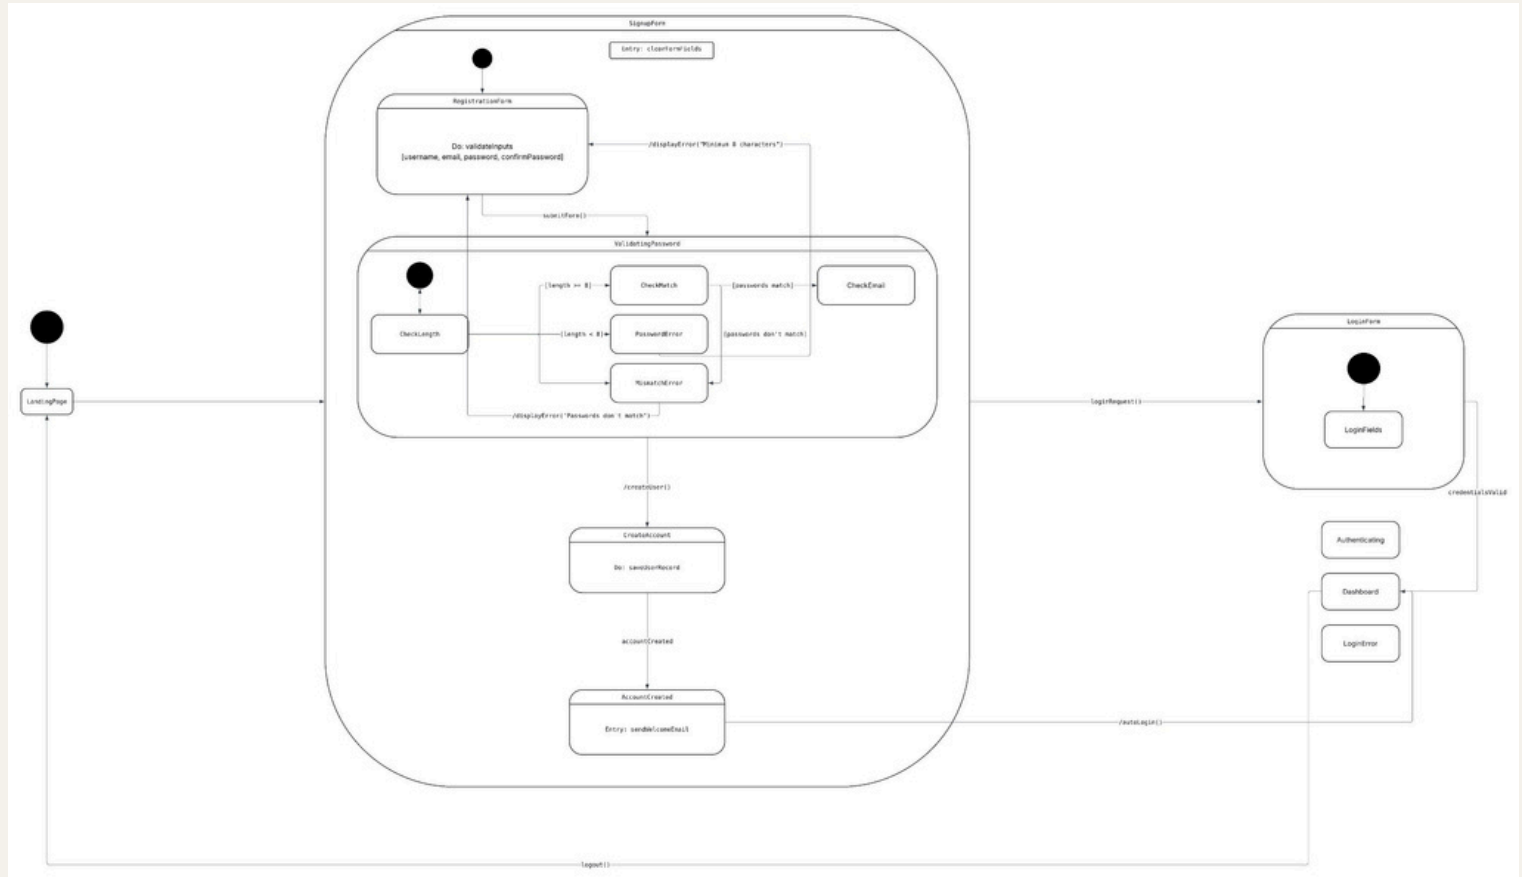 SignupForm
Entry: clearFormFields
RegistrationForm
Do: validateInputs
[username, email, password, confirmPassword]
/displayError("Minimum 8 characters")
submitForm()
ValidatingPassword
[length >= 8]
CheckMatch
[passwords match]
CheckEmail
CheckLength
[length < 8]
PasswordError
[passwords don't match]
MismatchError
/displayError("Passwords don't match")
LandingPage
loginRequest()
LoginForm
LoginFields
credentialsValid
/createUser()
CreateAccount
Do: saveUserRecord
Authenticating
Dashboard
LoginError
accountCreated
AccountCreated
Entry: sendWelcomeEmail
/autoLogin()
logout()